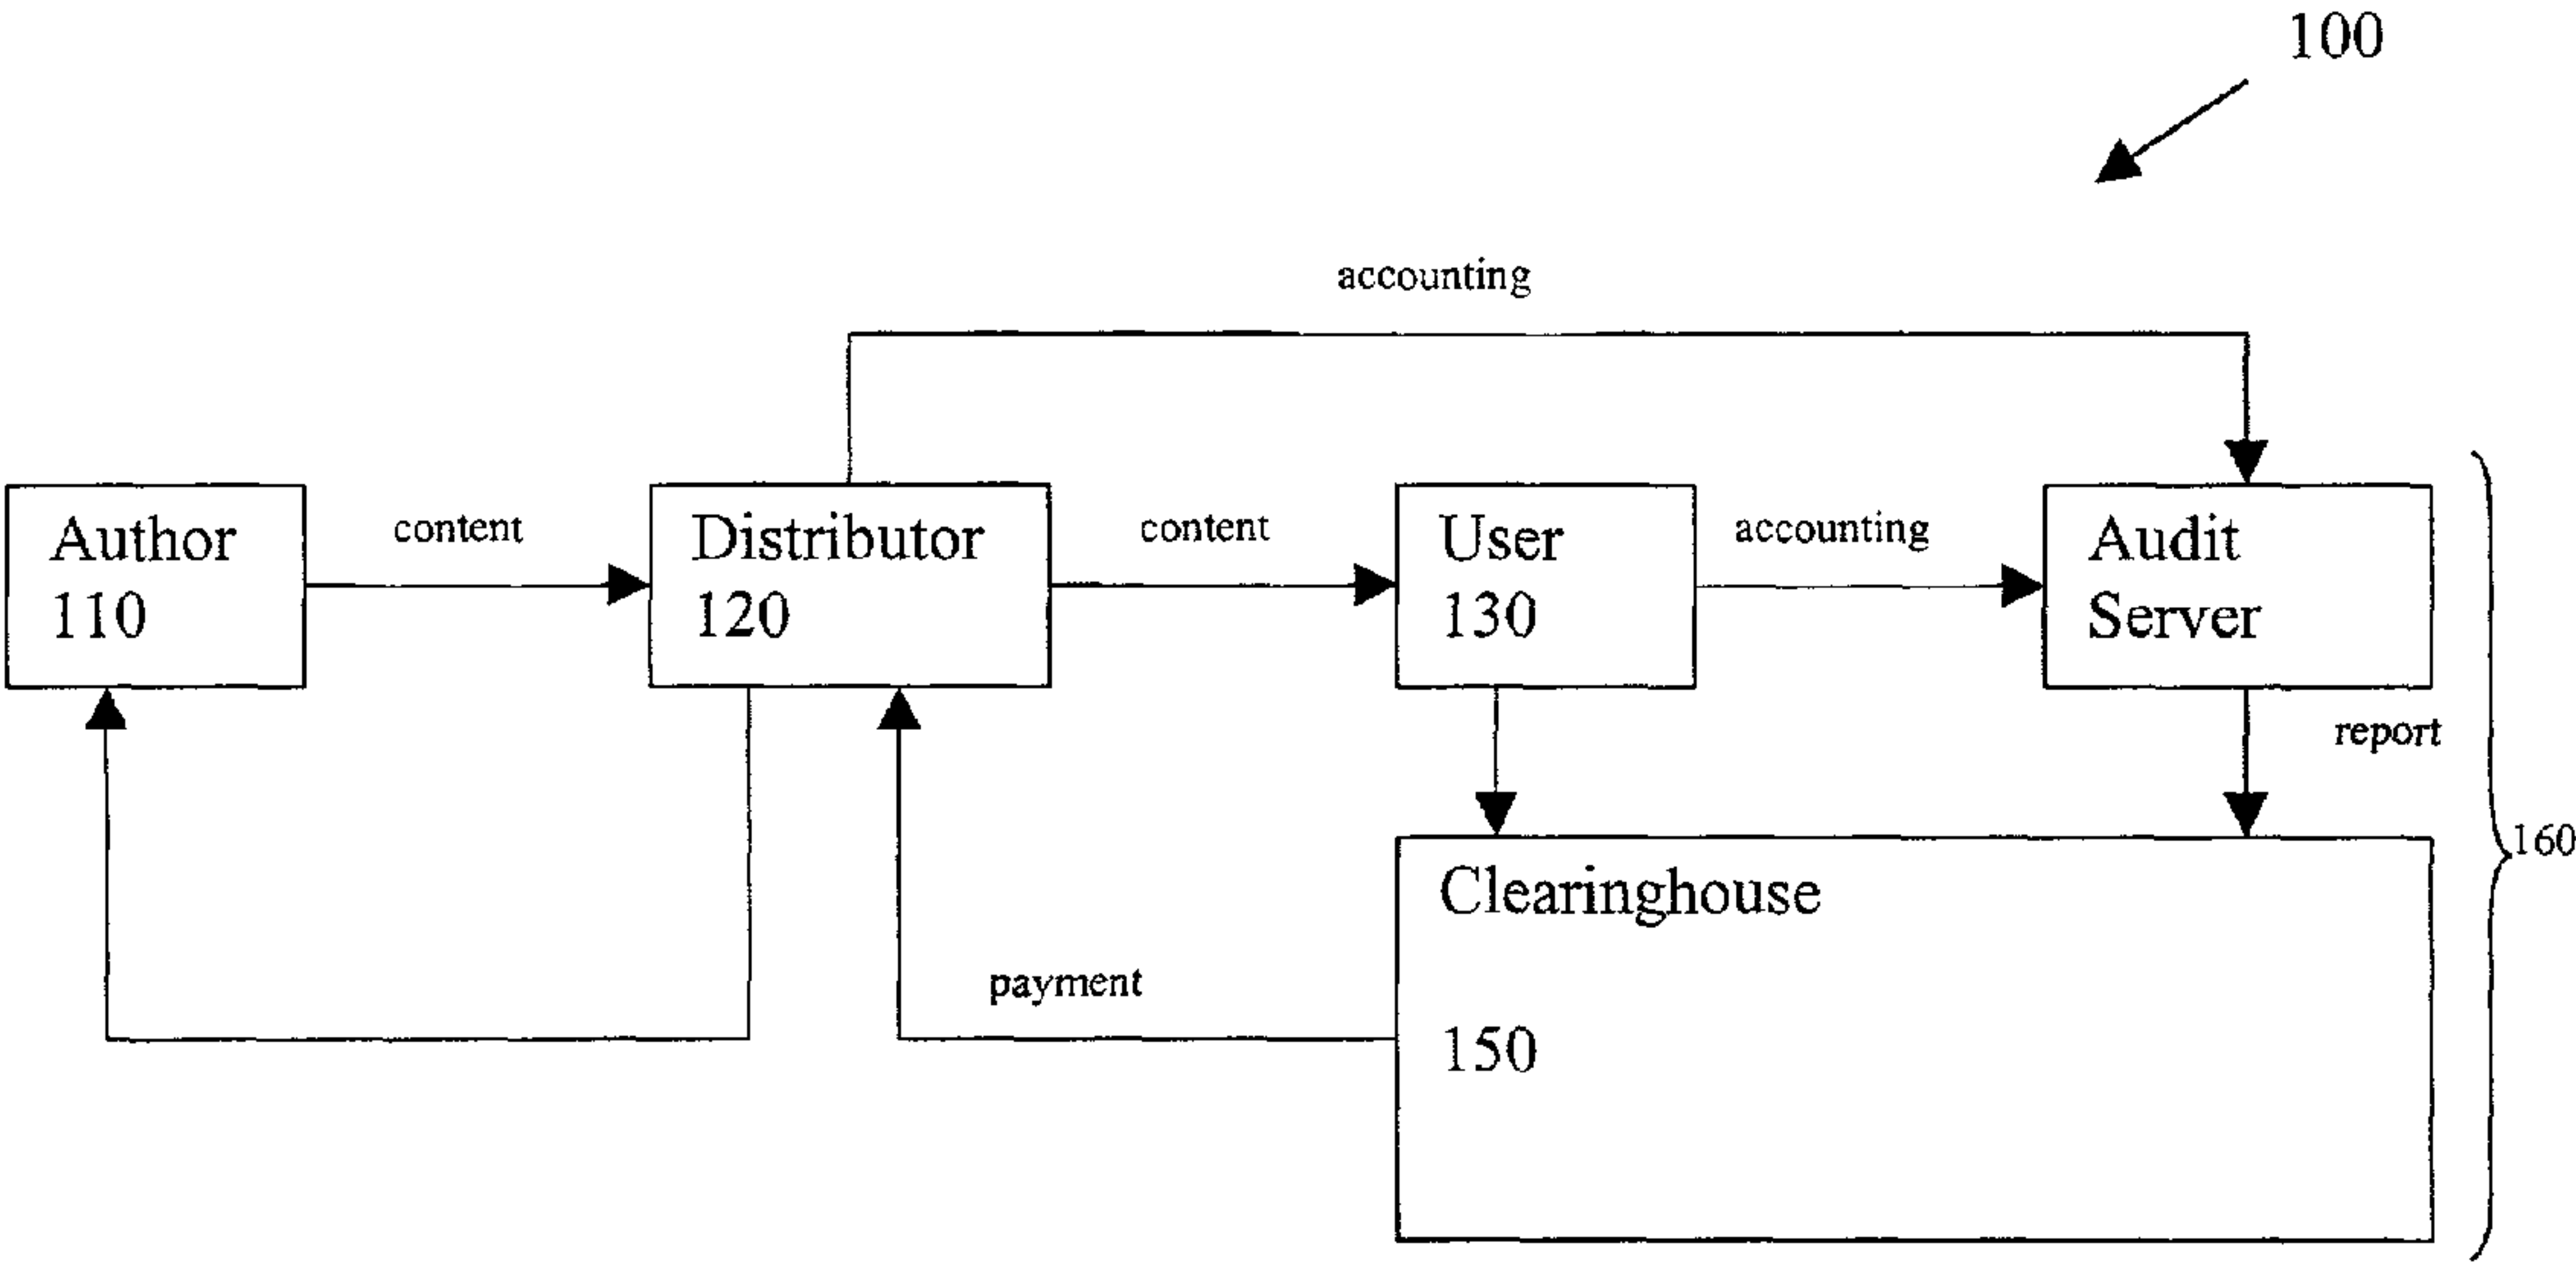 100
accounting
Author
110
content
Distributor
120
content
User
130
accounting
Audit
Server
report
160
Clearinghouse
150
payment